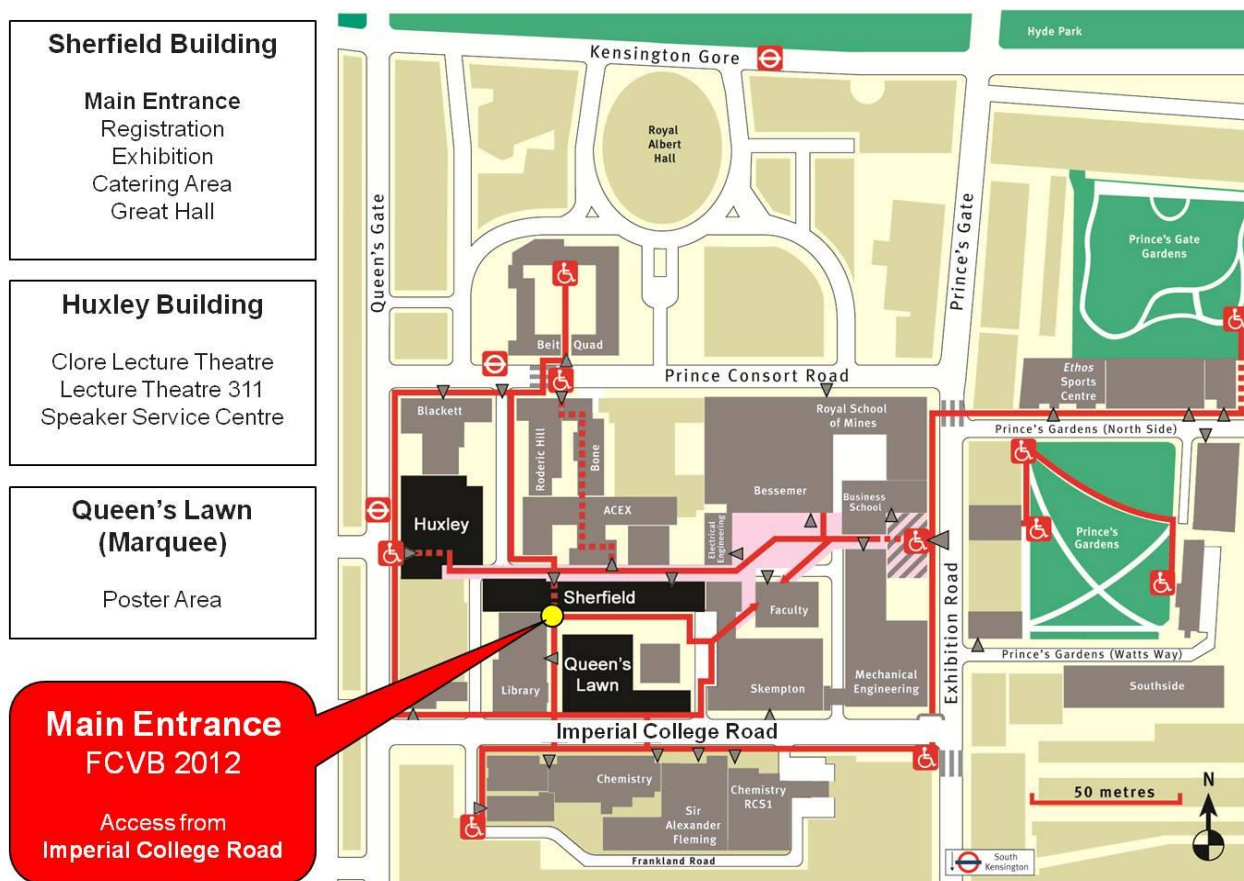 Sherfield Building
Main Entrance
Registration
Exhibition
Catering Area
Great Hall
Huxley Building
Clore Lecture Theatre
Lecture Theatre 311
Speaker Service Centre
Queen's Lawn
(Marquee)
Poster Area
Main Entrance
FCVB 2012
Access from
Imperial College Road
Hyde Park
Kensington Gore
Royal
Albert
Hall
Queen's Gate
Prince's Gate
Prince's Gate
Gardens
Beit Quad
Prince Consort Road
Ethos
Sports
Centre
Prince's Gardens (North Side)
Blackett
Roderic Hill
Bone
Royal School
of Mines
Huxley
ACEX
Bessemer
Electrical
Engineering
Business
School
Prince's
Gardens
Sherfield
Faculty
Exhibition Road
Queen's
Lawn
Library
Skempton
Mechanical
Engineering
Prince's Gardens (Watts Way)
Southside
Imperial College Road
Chemistry
Sir
Alexander
Fleming
Chemistry
RCS1
50 metres
N
Frankland Road
South
Kensington